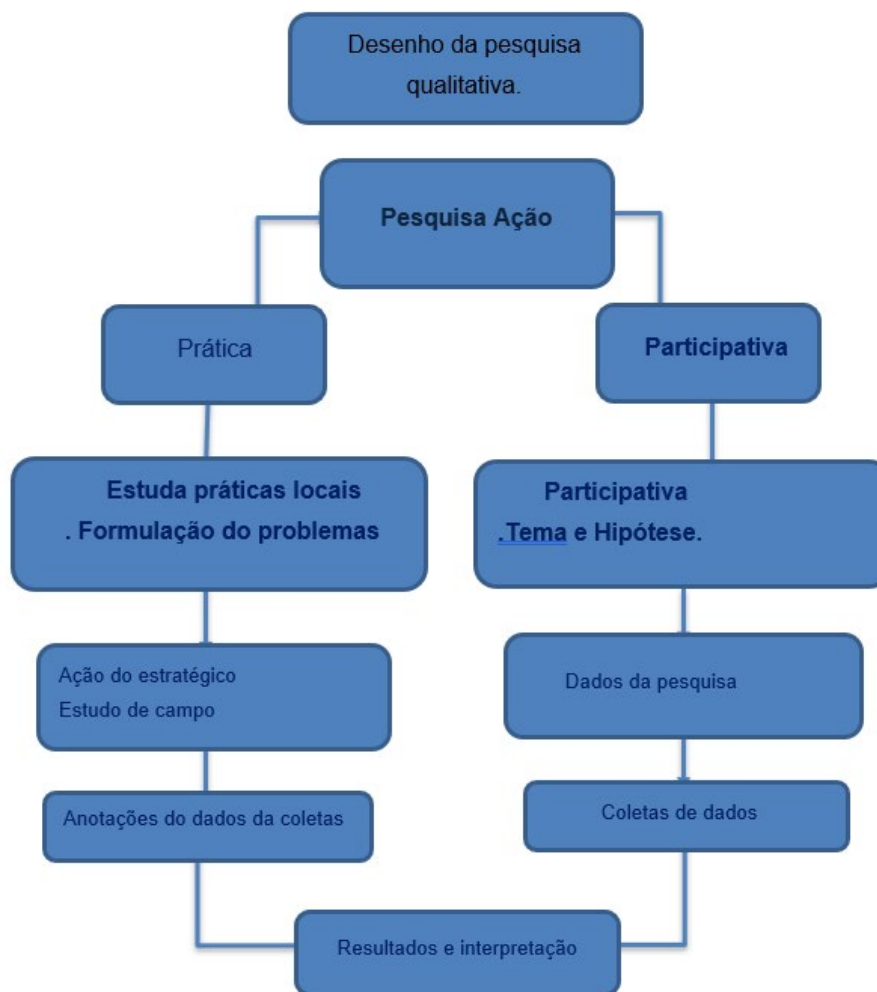 Desenho da pesquisa
qualitativa.
Pesquisa Ação
Prática
Participativa
Estuda práticas locais
. Formulação do problemas
Participativa
.Tema e Hipótese.
Ação do estratégico
Estudo de campo
Dados da pesquisa
Anotações do dados da coletas
Coletas de dados
Resultados e interpretação